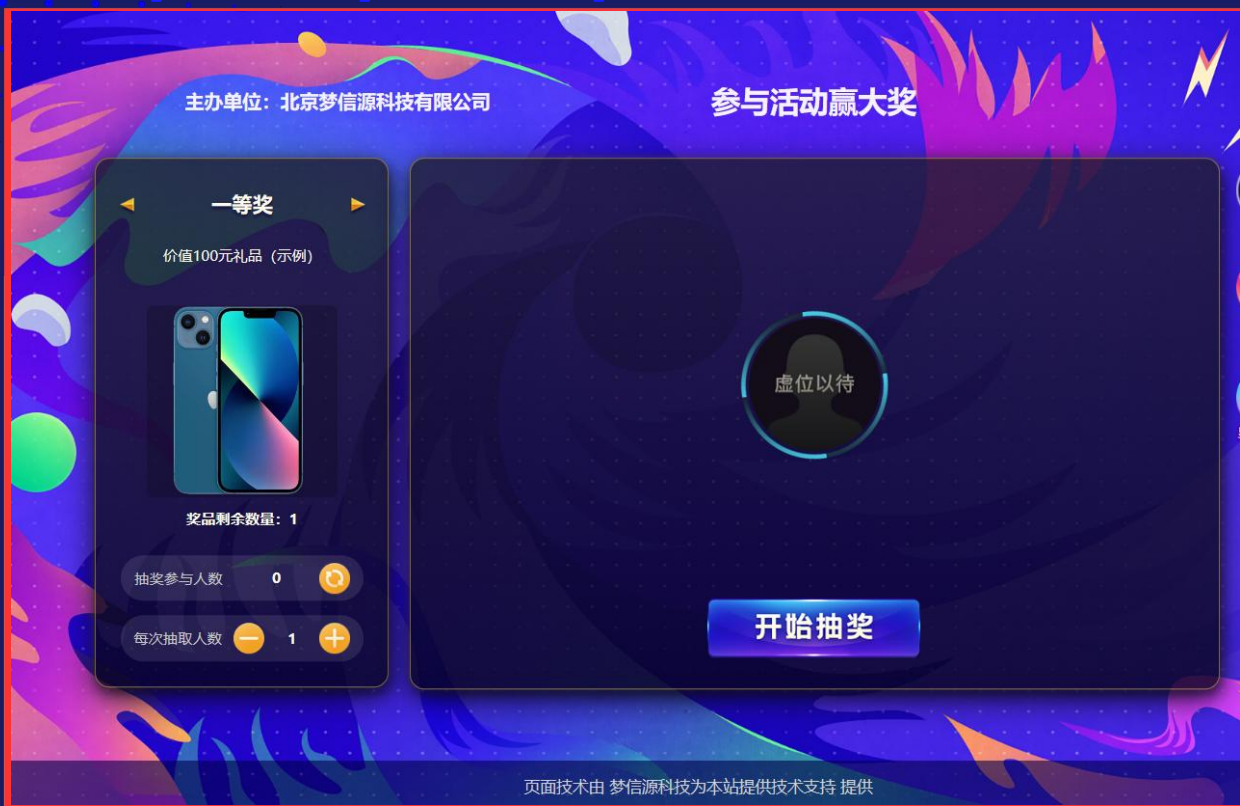 主办单位：北京梦信源科技有限公司
参与活动赢大奖
一等奖
价值100元礼品（示例）
奖品剩余数量：1
抽奖参与人数 0
每次抽取人数 1
虚位以待
开始抽奖
页面技术由 梦信源科技为本站提供技术支持 提供